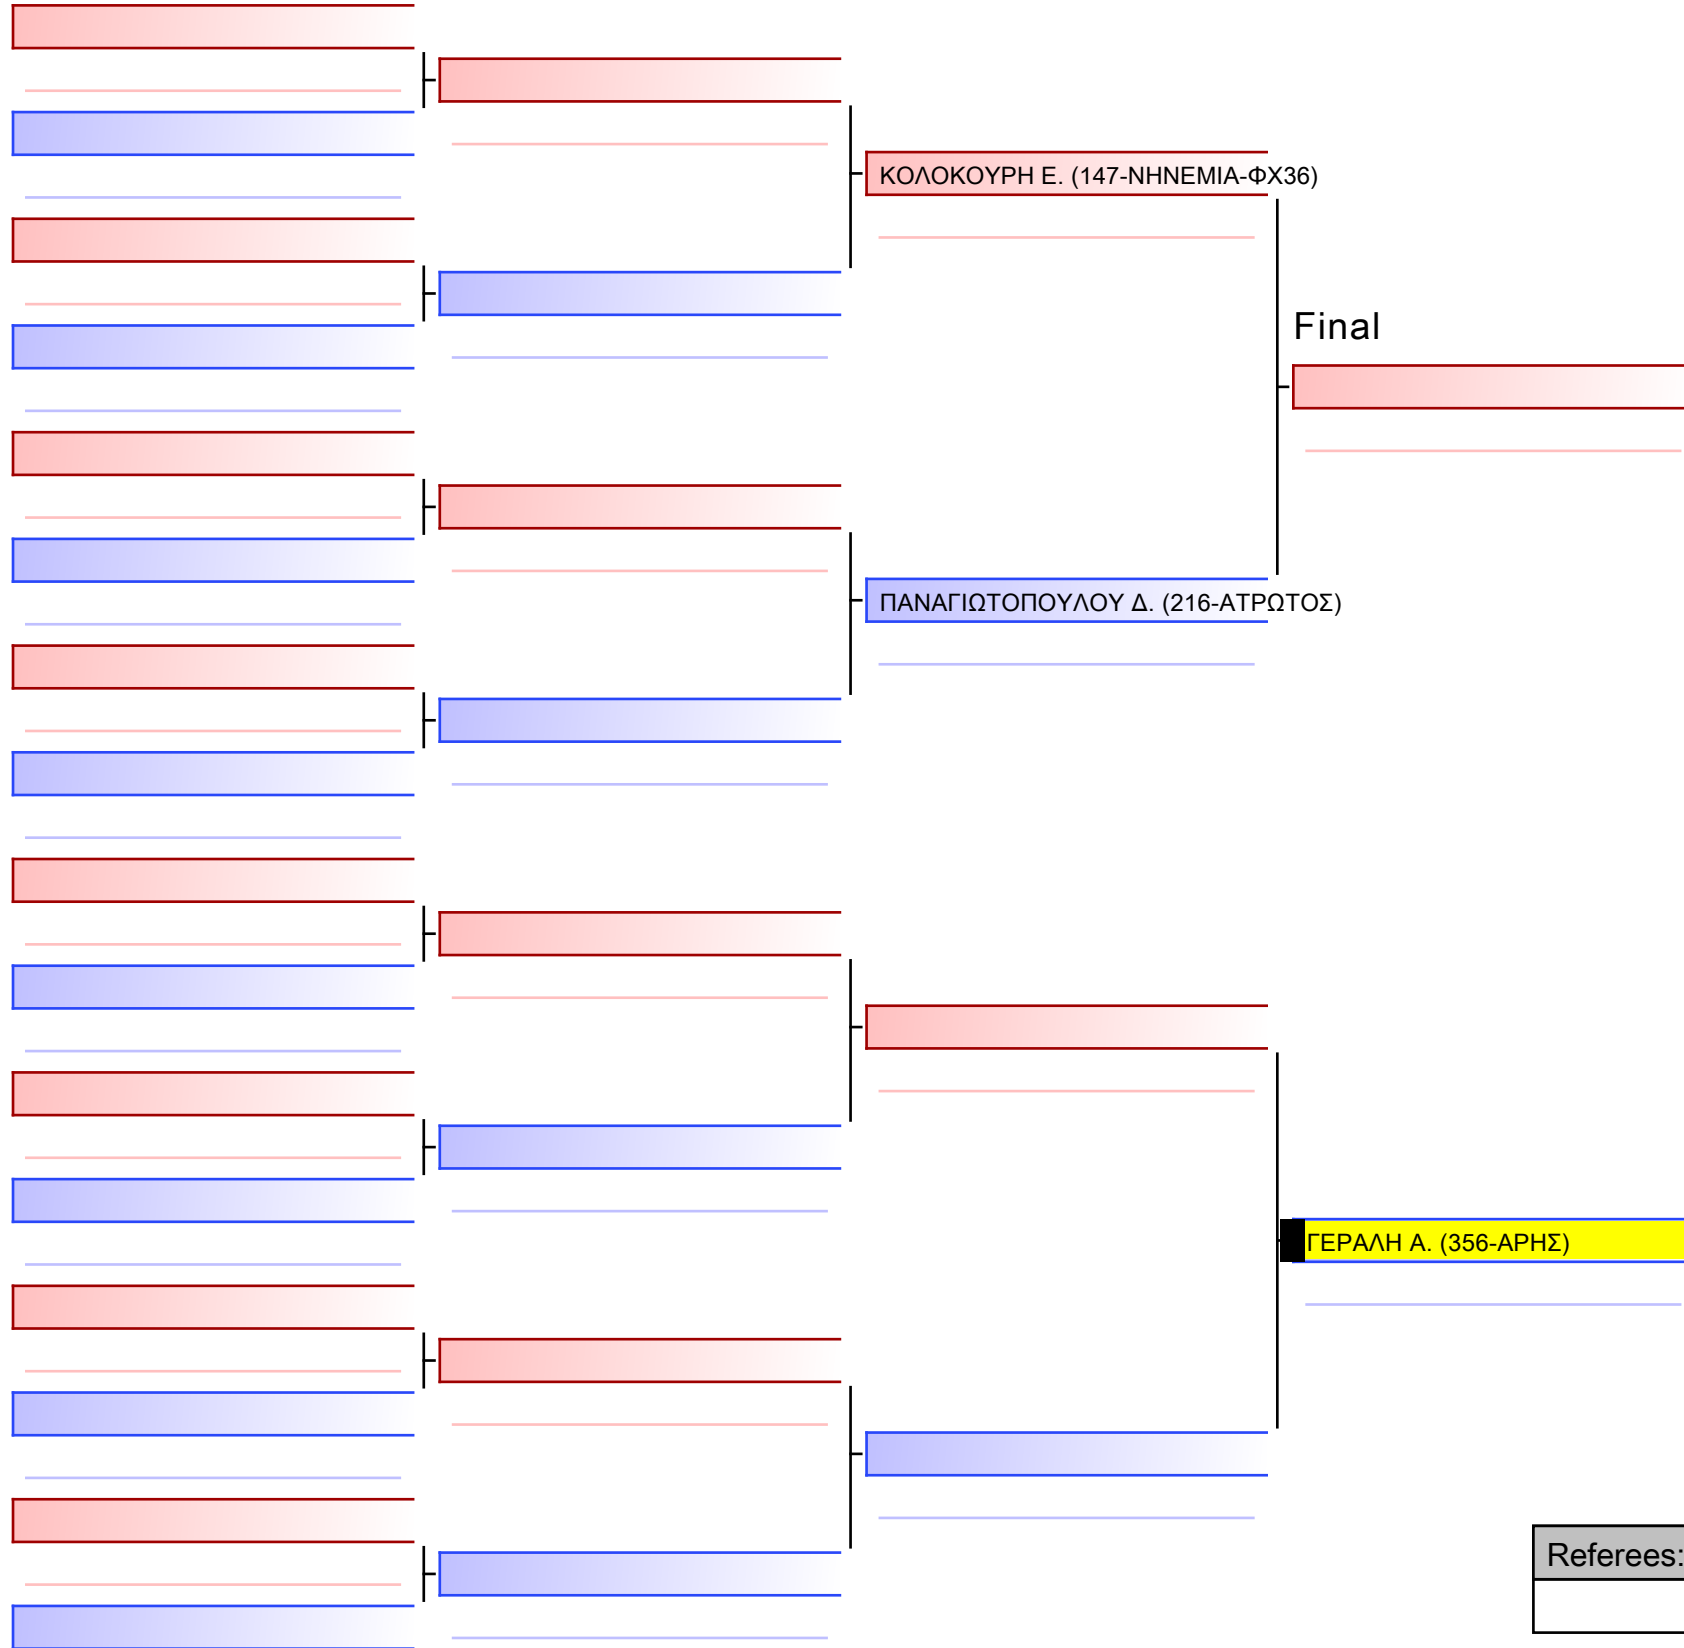 ΚΟΛΟΚΟΥΡΗ Ε. (147-ΝΗΝΕΜΙΑ-ΦΧ36)
Final
ΠΑΝΑΓΙΩΤΟΠΟΥΛΟΥ Δ. (216-ΑΤΡΩΤΟΣ)
ΓΕΡΑΛΗ Α. (356-ΑΡΗΣ)
Referees: